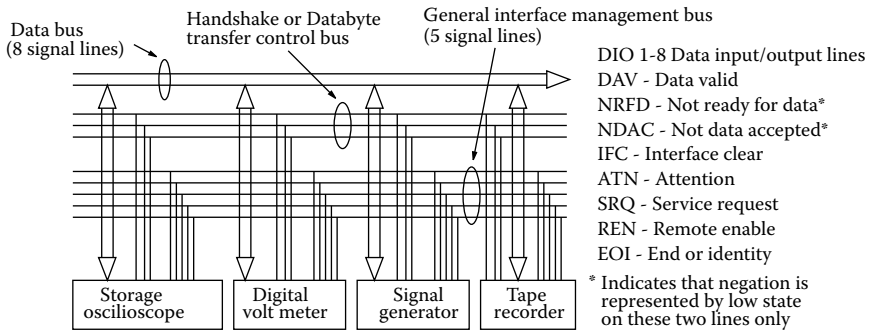 Data bus
(8 signal lines)
Handshake or Databyte
transfer control bus
General interface management bus
(5 signal lines)
DIO 1-8 Data input/output lines
DAV - Data valid
NRFD - Not ready for data*
NDAC - Not data accepted*
IFC - Interface clear
ATN - Attention
SRQ - Service request
REN - Remote enable
EOI - End or identity
* Indicates that negation is
represented by low state
on these two lines only
Storage
oscilioscope
Digital
volt meter
Signal
generator
Tape
recorder